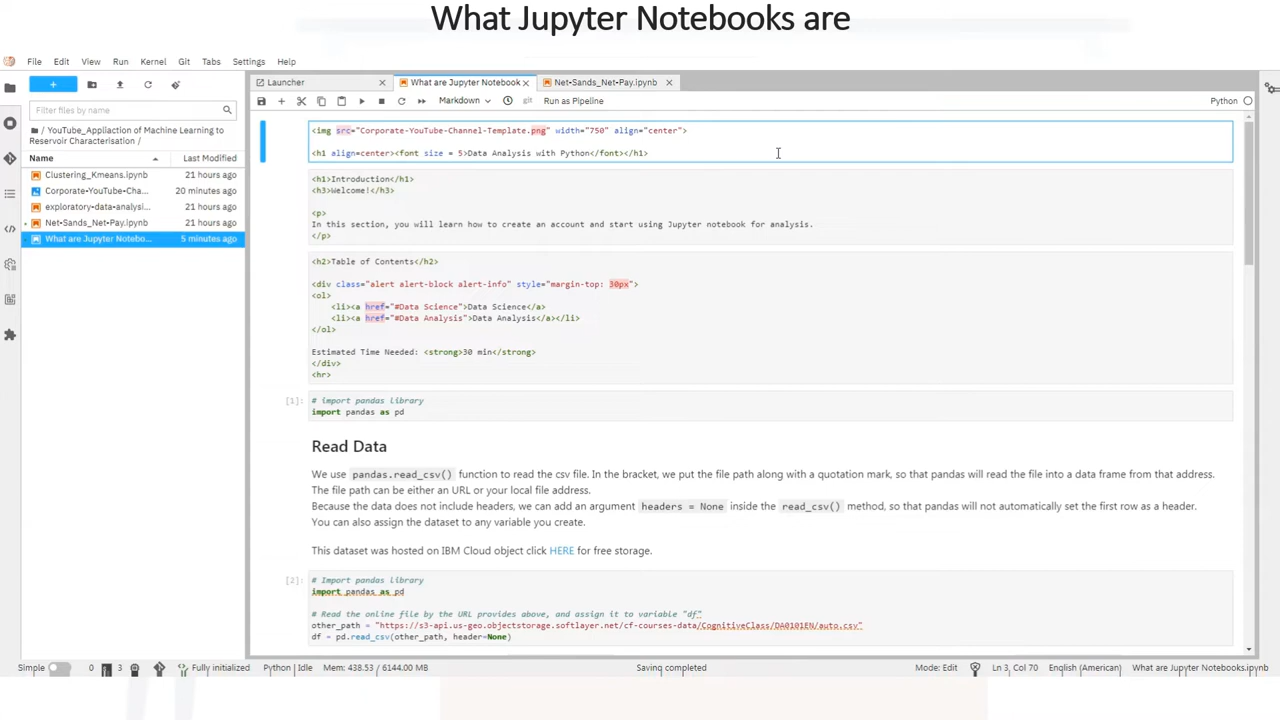 What Jupyter Notebooks are
File Edit View Run Kernel Git Tabs Settings Help
Launcher
What are Jupyter Notebook
Net-Sands_Net-Pay.ipynb
Filter files by name
Markdown
Run as Pipeline
Python
/ YouTube_Appliaction of Machine Learning to
Reservoir Characterisation /
Name Last Modified
Clustering_Kmeans.ipynb 21 hours ago
Corporate-YouTube-Cha... 20 minutes ago
exploratory-data-analysi... 21 hours ago
Net-Sands_Net-Pay.ipynb 21 hours ago
What are Jupyter Notebo... 5 minutes ago
<img src="Corporate-YouTube-Channel-Template.png" width="750" align="center">
<h1 align=center><font size = 5>Data Analysis with Python</font></h1>
<h1>Introduction</h1>
<h3>Welcome!</h3>
<p>
In this section, you will learn how to create an account and start using Jupyter notebook for analysis.
</p>
<h2>Table of Contents</h2>
<div class="alert alert-block alert-info" style="margin-top: 30px">
<ol>
<li><a href="#Data Science">Data Science</a>
<li><a href="#Data Analysis">Data Analysis</a></li>
</ol>
Estimated Time Needed: <strong>30 min</strong>
</div>
<hr>
[1]: # import pandas library
import pandas as pd
Read Data
We use pandas.read_csv() function to read the csv file. In the bracket, we put the file path along with a quotation mark, so that pandas will read the file into a data frame from that address.
The file path can be either an URL or your local file address.
Because the data does not include headers, we can add an argument headers = None inside the read_csv() method, so that pandas will not automatically set the first row as a header.
You can also assign the dataset to any variable you create.
This dataset was hosted on IBM Cloud object click HERE for free storage.
[2]: # Import pandas library
import pandas as pd
# Read the online file by the URL provides above, and assign it to variable "df"
other_path = "https://s3-api.us-geo.objectstorage.softlayer.net/cf-courses-data/CognitiveClass/DA0101EN/auto.csv"
df = pd.read_csv(other_path, header=None)
Simple 0 3 Fully initialized Python | Idle Mem: 438.53 / 6144.00 MB Saving completed Mode: Edit Ln 3, Col 70 English (American) What are Jupyter Notebooks.ipynb